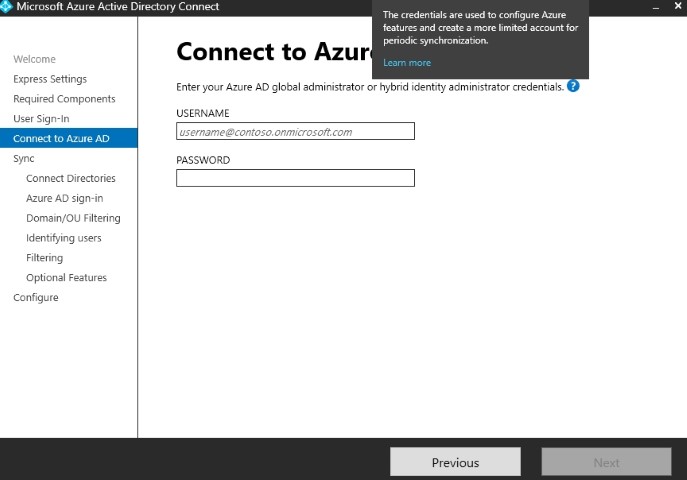 Microsoft Azure Active Directory Connect
The credentials are used to configure Azure
features and create a more limited account for
periodic synchronization.
Learn more
Welcome
Express Settings
Required Components
User Sign-In
Connect to Azure AD
Sync
Connect Directories
Azure AD sign-in
Domain/OU Filtering
Identifying users
Filtering
Optional Features
Configure
Connect to Azur
Enter your Azure AD global administrator or hybrid identity administrator credentials. ?
USERNAME
username@contoso.onmicrosoft.com
PASSWORD
Previous
Next